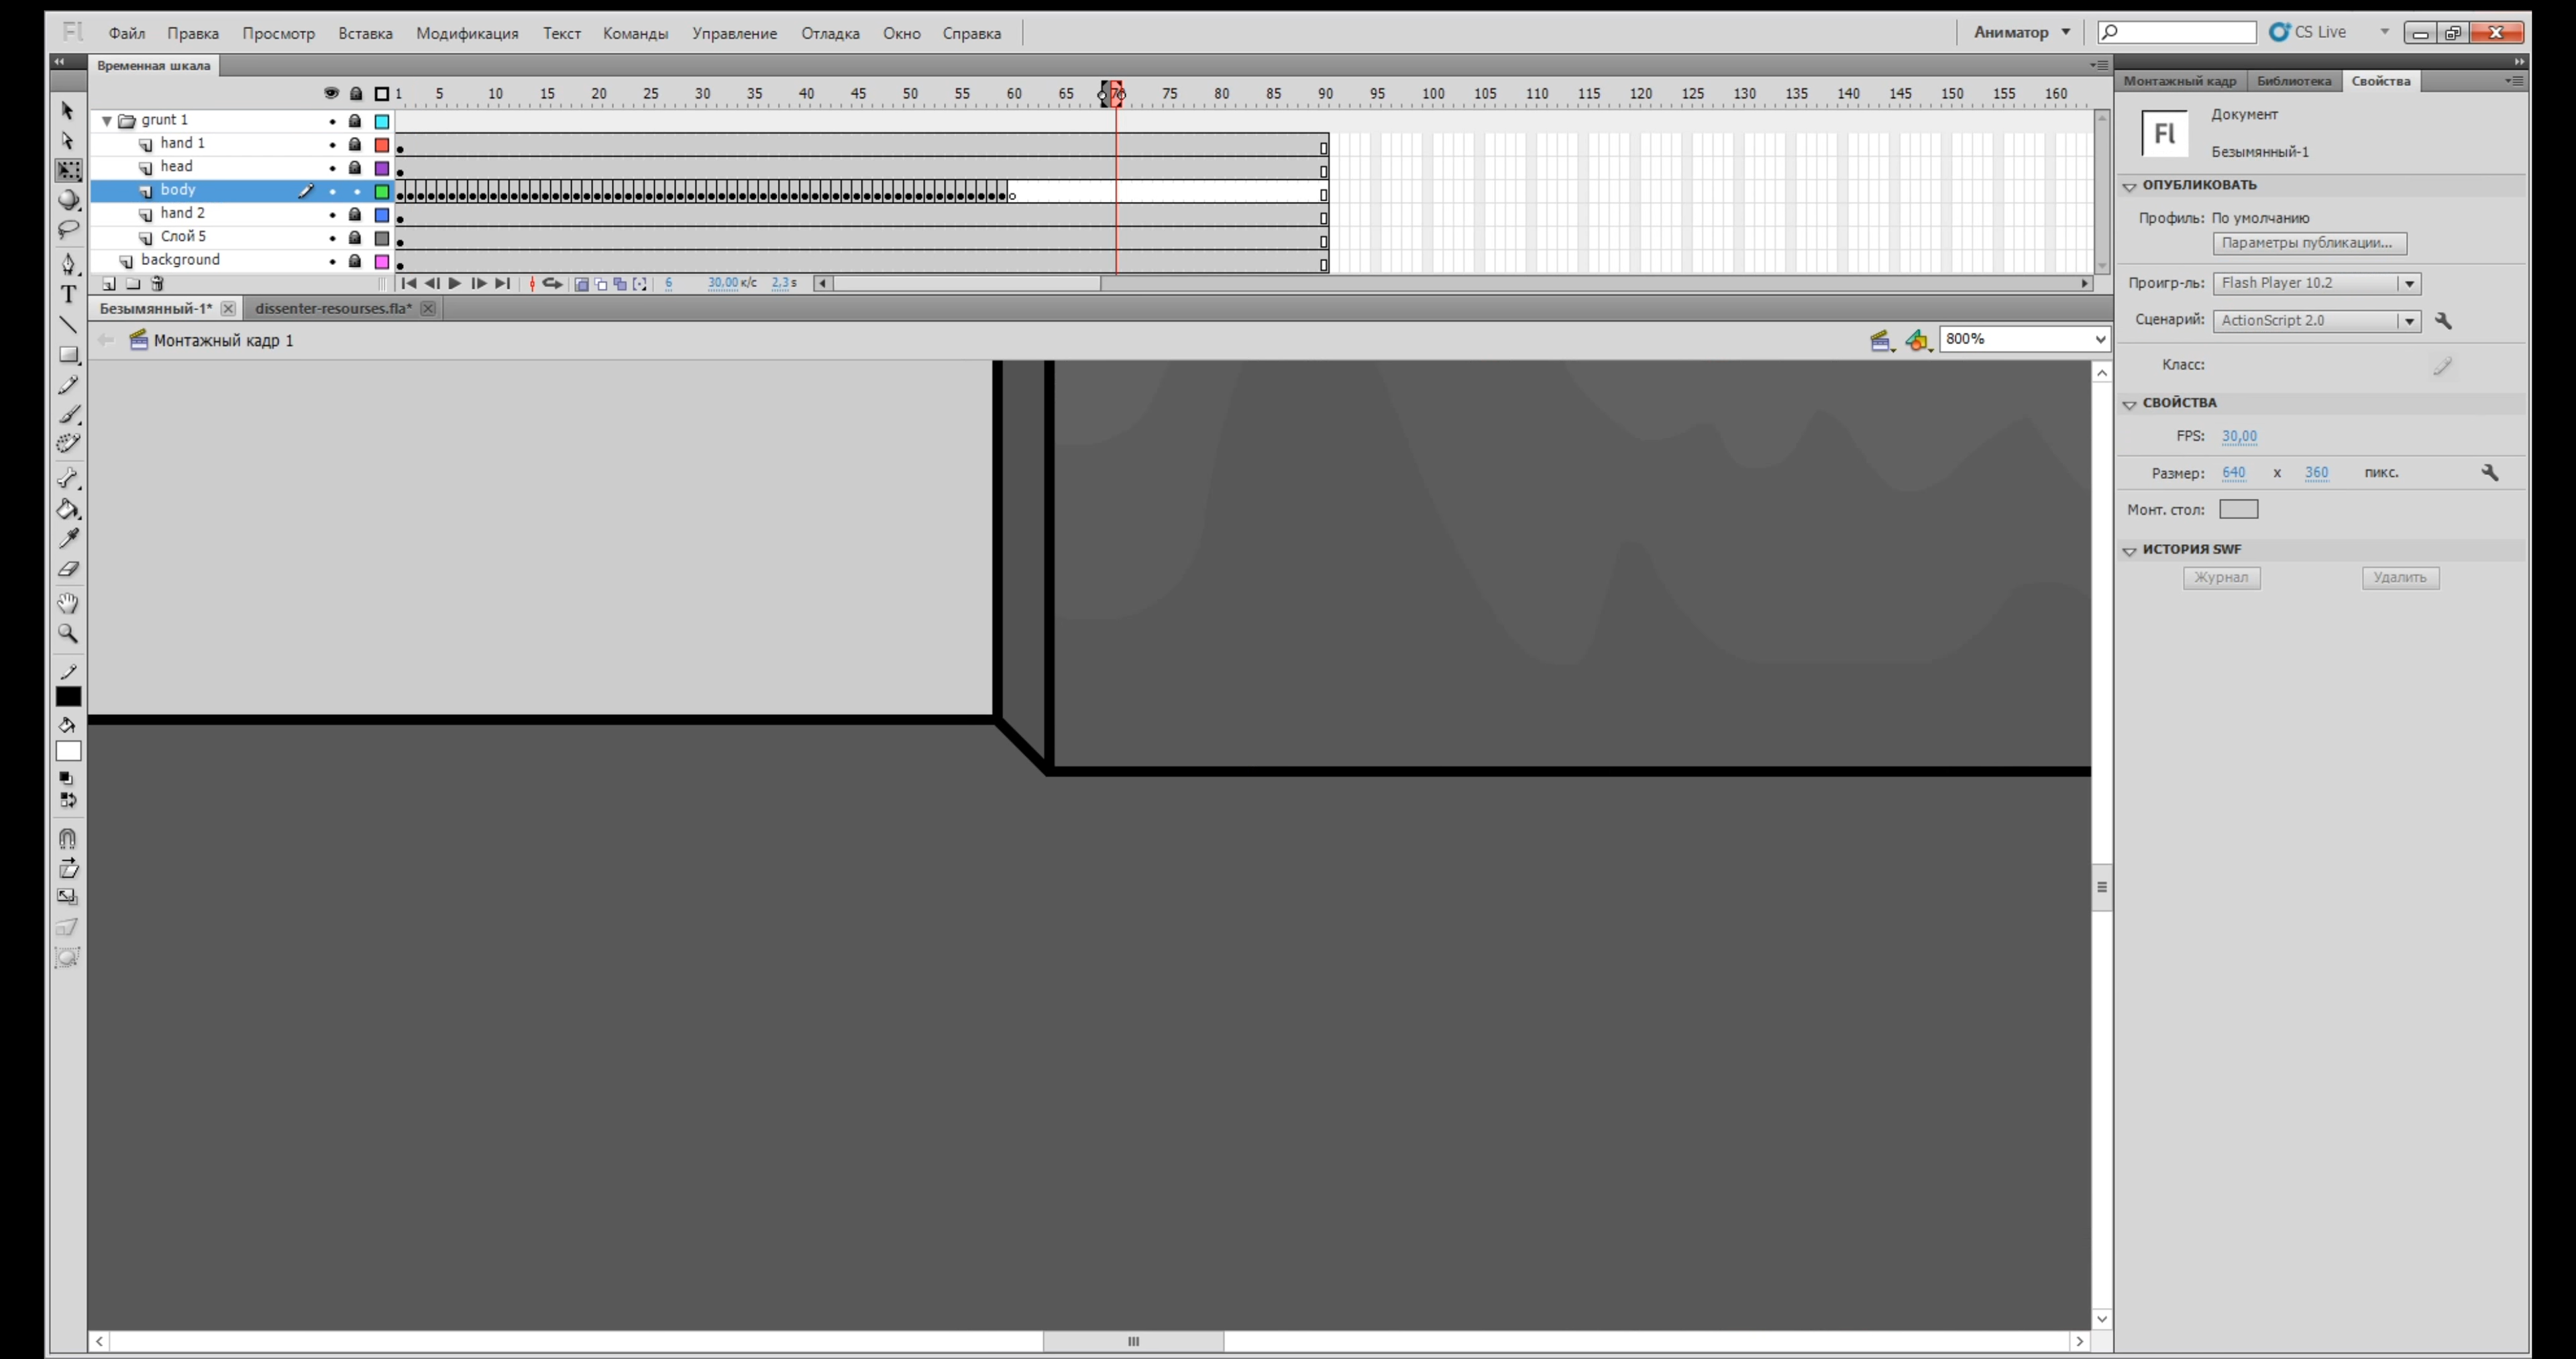 Fl Файл Правка Просмотр Вставка Модификация Текст Команды Управление Отладка Окно Справка Аниматор CS Live
Временная шкала
1 5 10 15 20 25 30 35 40 45 50 55 60 65 70 75 80 85 90 95 100 105 110 115 120 125 130 135 140 145 150 155 160
grunt 1
hand 1
head
body
hand 2
Слой 5
background
6 30,00 к/с 2,3 s
Безымянный-1* dissenter-resourses.fla*
Монтажный кадр 1 800%
T
Монтажный кадр Библиотека Свойства
Fl
Документ
Безымянный-1
ОПУБЛИКОВАТЬ
Профиль: По умолчанию
Параметры публикации...
Проигр-ль: Flash Player 10.2
Сценарий: ActionScript 2.0
Класс:
СВОЙСТВА
FPS: 30,00
Размер: 640 x 360 пикс.
Монт. стол:
ИСТОРИЯ SWF
Журнал Удалить